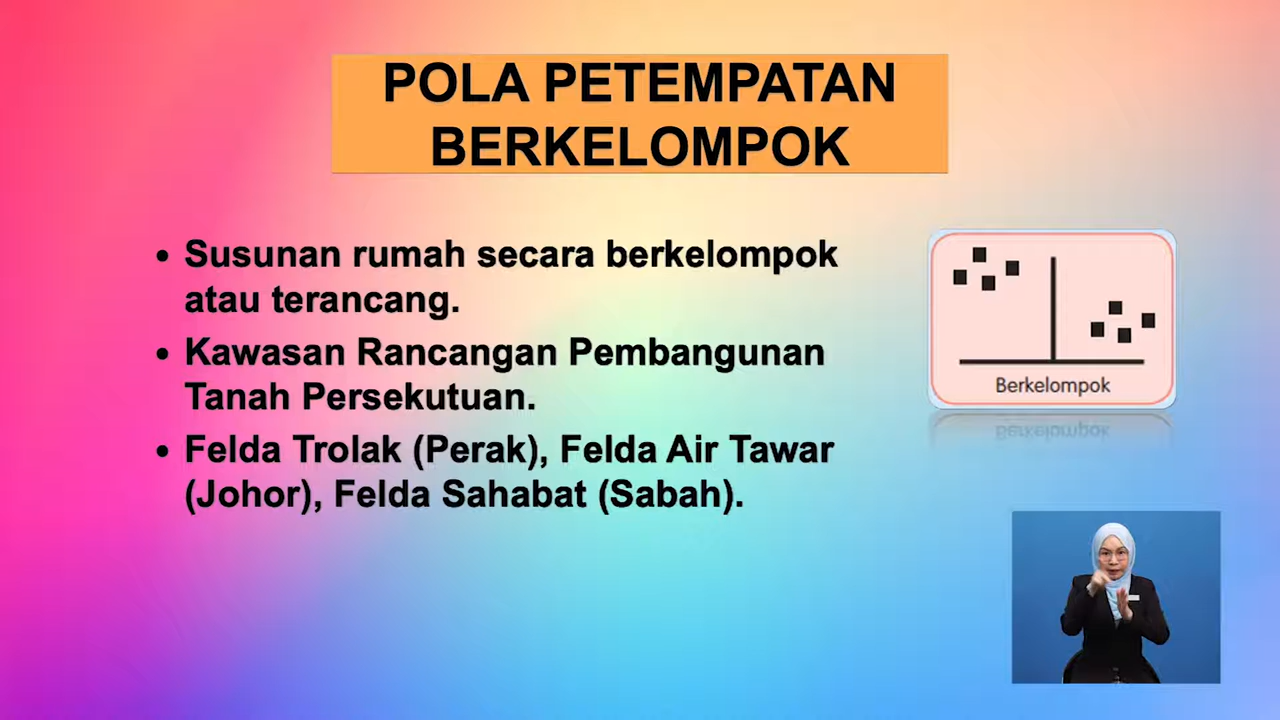 POLA PETEMPATAN
BERKELOMPOK
• Susunan rumah secara berkelompok
atau terancang.
• Kawasan Rancangan Pembangunan
Tanah Persekutuan.
• Felda Trolak (Perak), Felda Air Tawar
(Johor), Felda Sahabat (Sabah).
Berkelompok